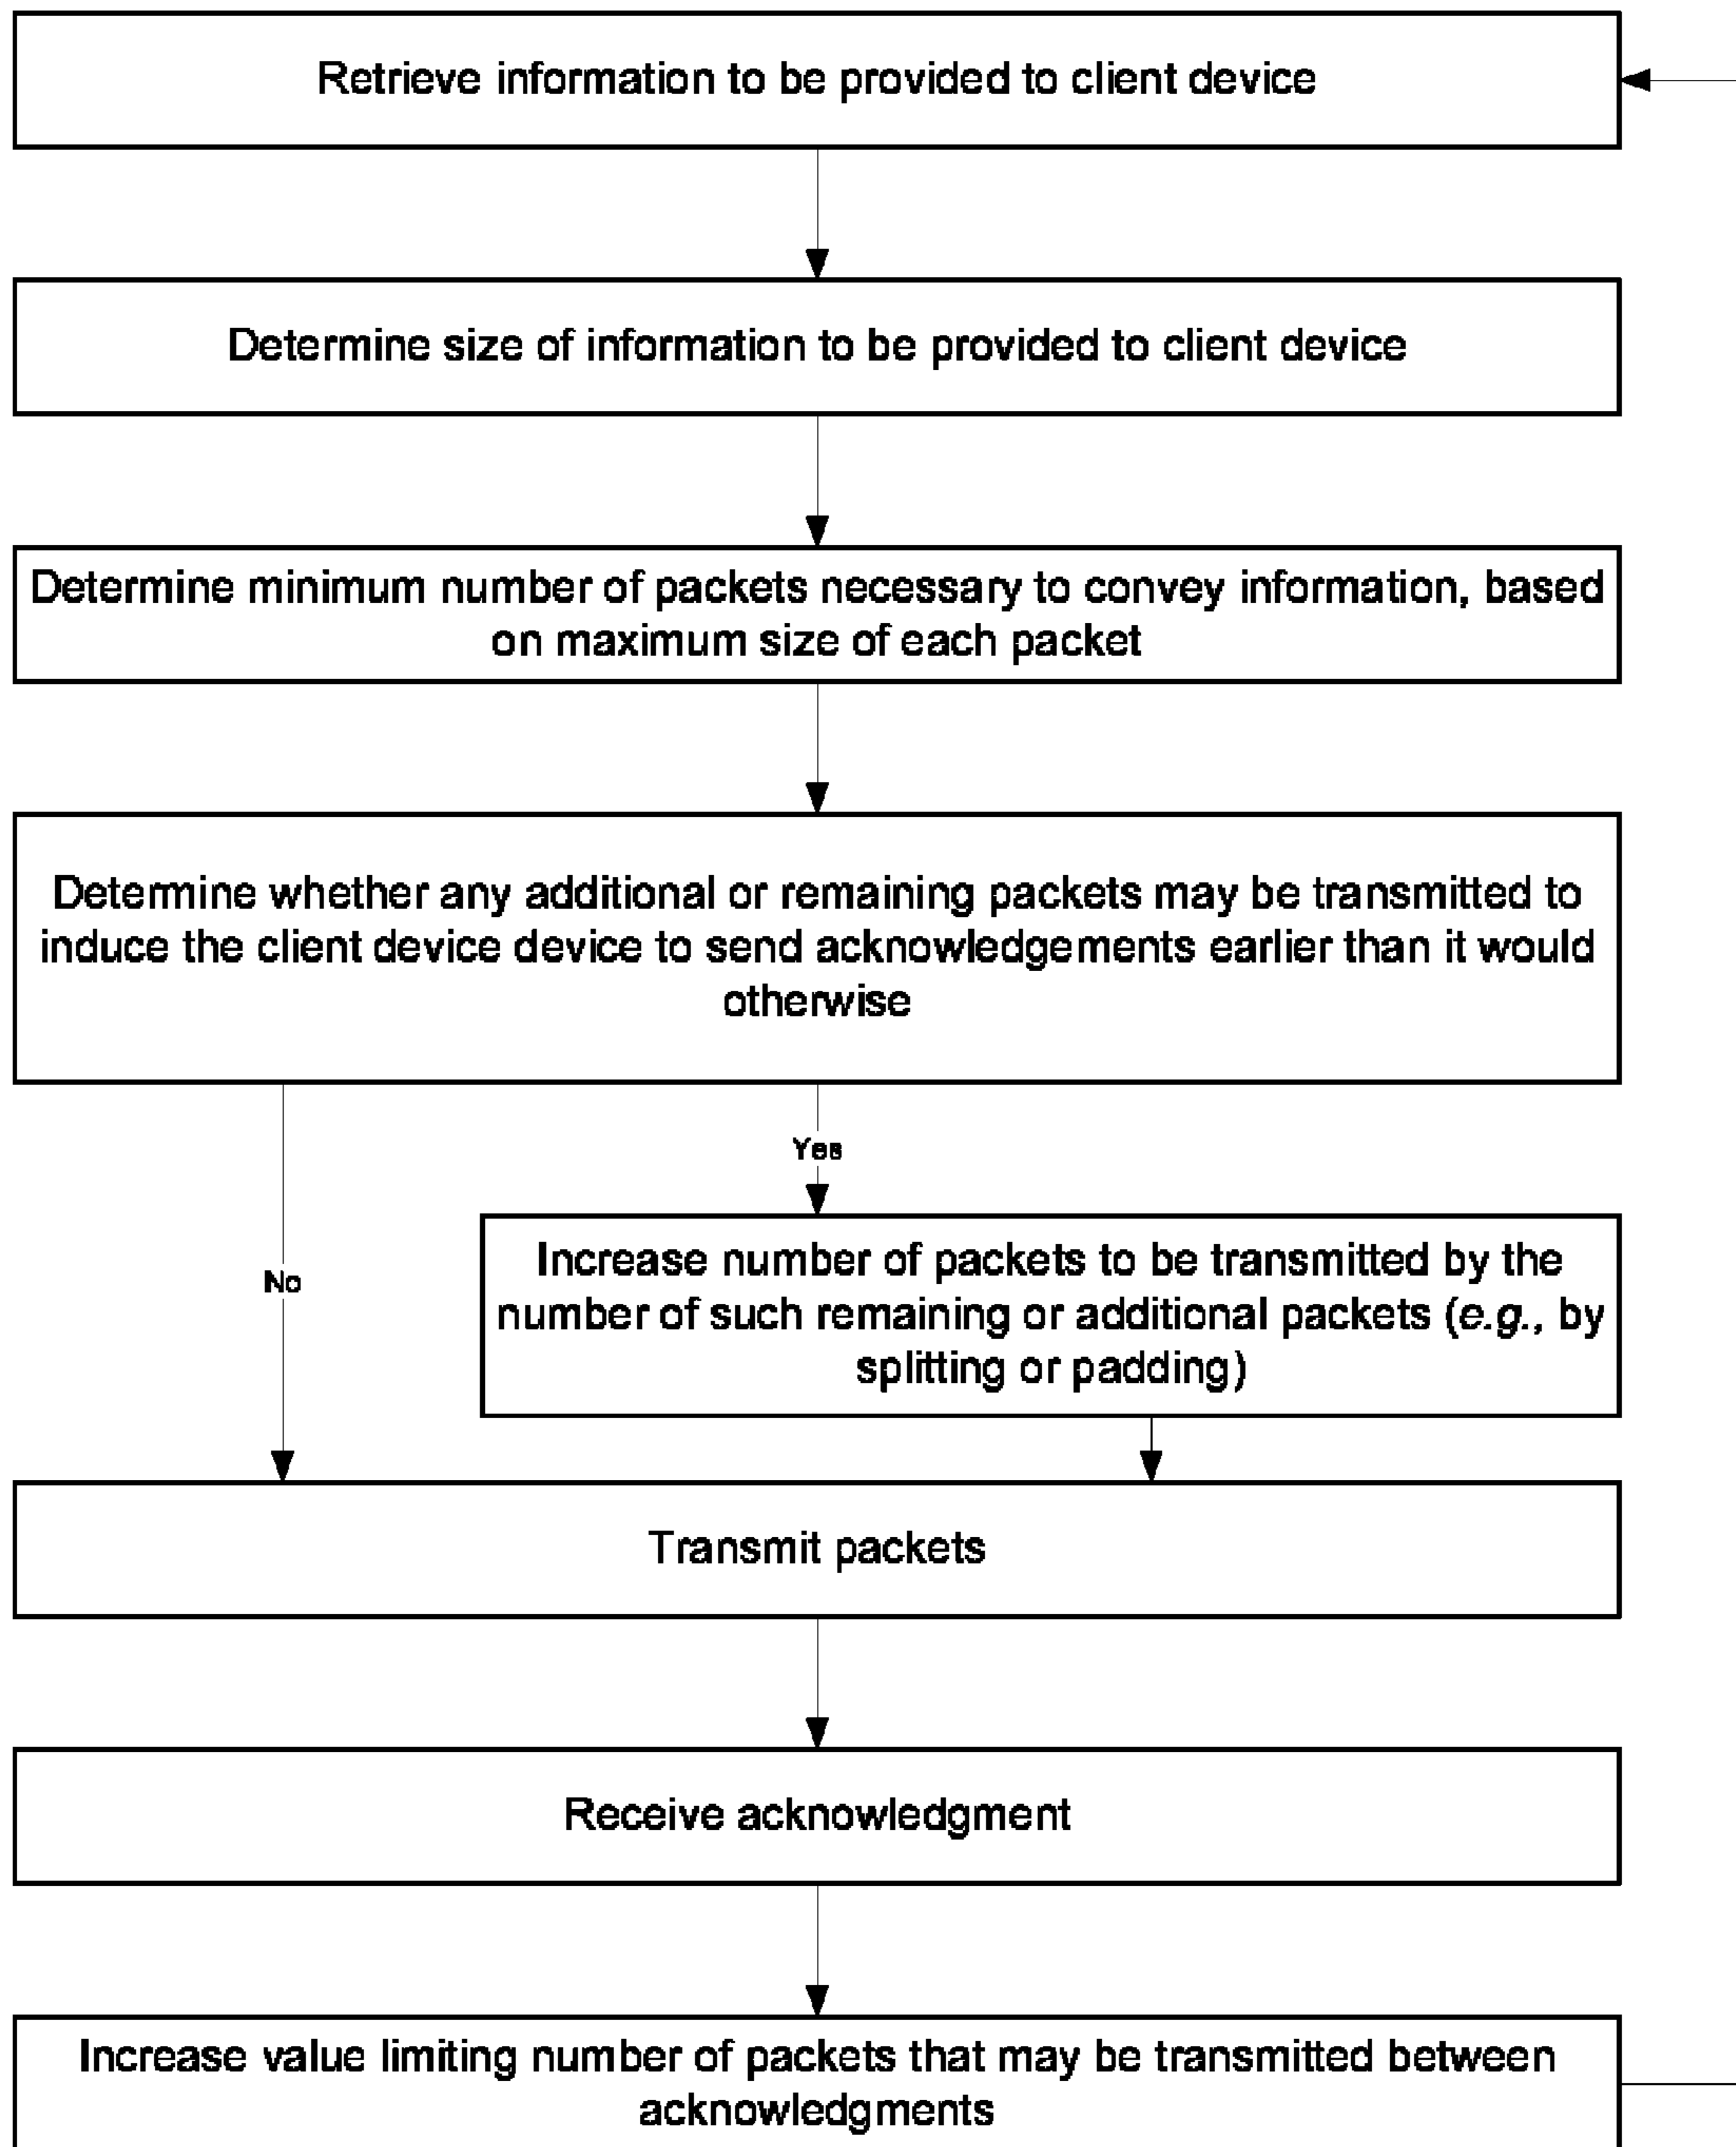 Retrieve information to be provided to client device
Determine size of information to be provided to client device
Determine minimum number of packets necessary to convey information, based
on maximum size of each packet
Determine whether any additional or remaining packets may be transmitted to
induce the client device device to send acknowledgements earlier than it would
otherwise
Yes
No
Increase number of packets to be transmitted by the
number of such remaining or additional packets (e.g., by
splitting or padding)
Transmit packets
Receive acknowledgment
Increase value limiting number of packets that may be transmitted between
acknowledgments